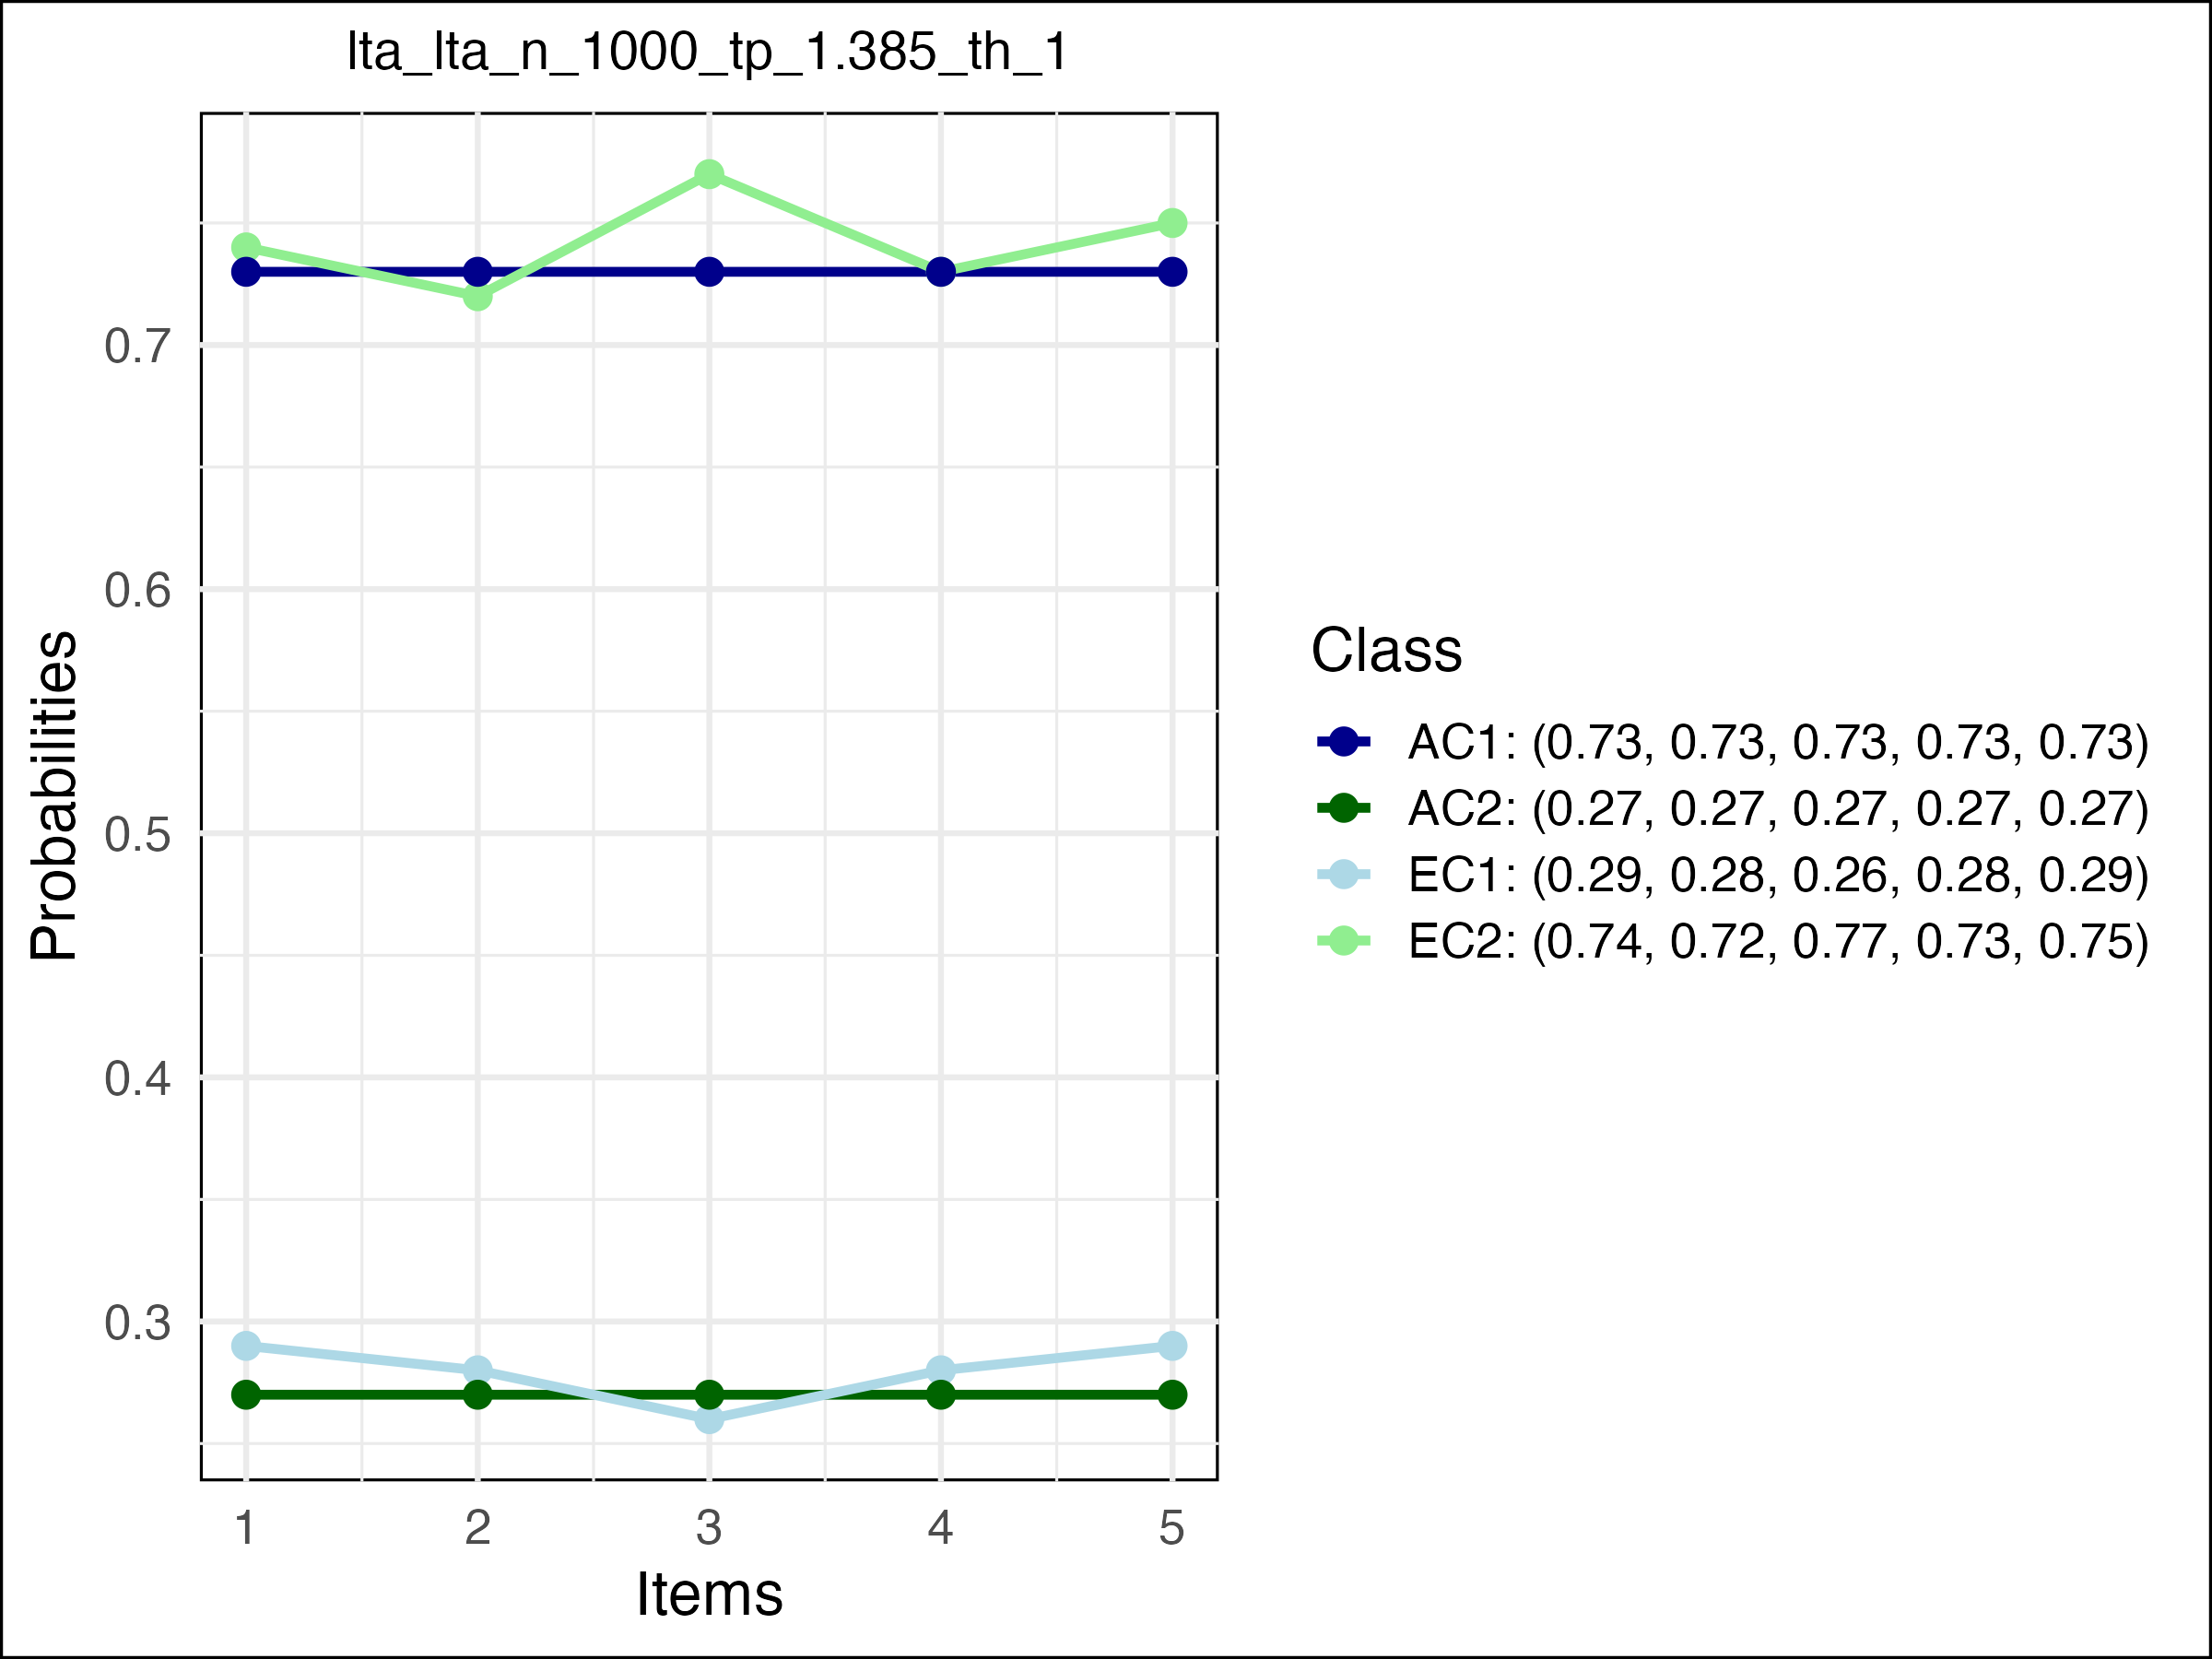 lta_lta_n_1000_tp_1.385_th_1
Probabilities
0.7
0.6
0.5
0.4
0.3
1 2 3 4 5
Items
Class
AC1: (0.73, 0.73, 0.73, 0.73, 0.73)
AC2: (0.27, 0.27, 0.27, 0.27, 0.27)
EC1: (0.29, 0.28, 0.26, 0.28, 0.29)
EC2: (0.74, 0.72, 0.77, 0.73, 0.75)